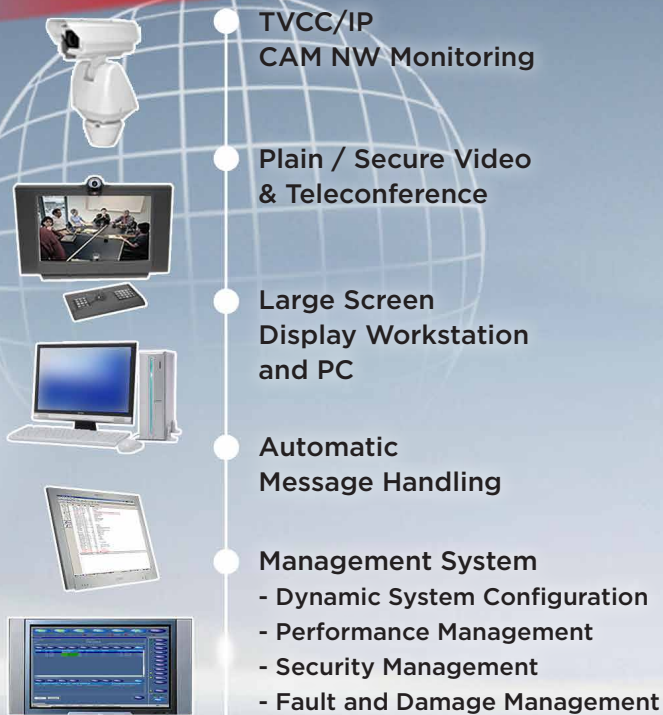 TVCC/IP
CAM NW Monitoring
Plain / Secure Video
& Teleconference
Large Screen
Display Workstation
and PC
Automatic
Message Handling
Management System
- Dynamic System Configuration
- Performance Management
- Security Management
- Fault and Damage Management